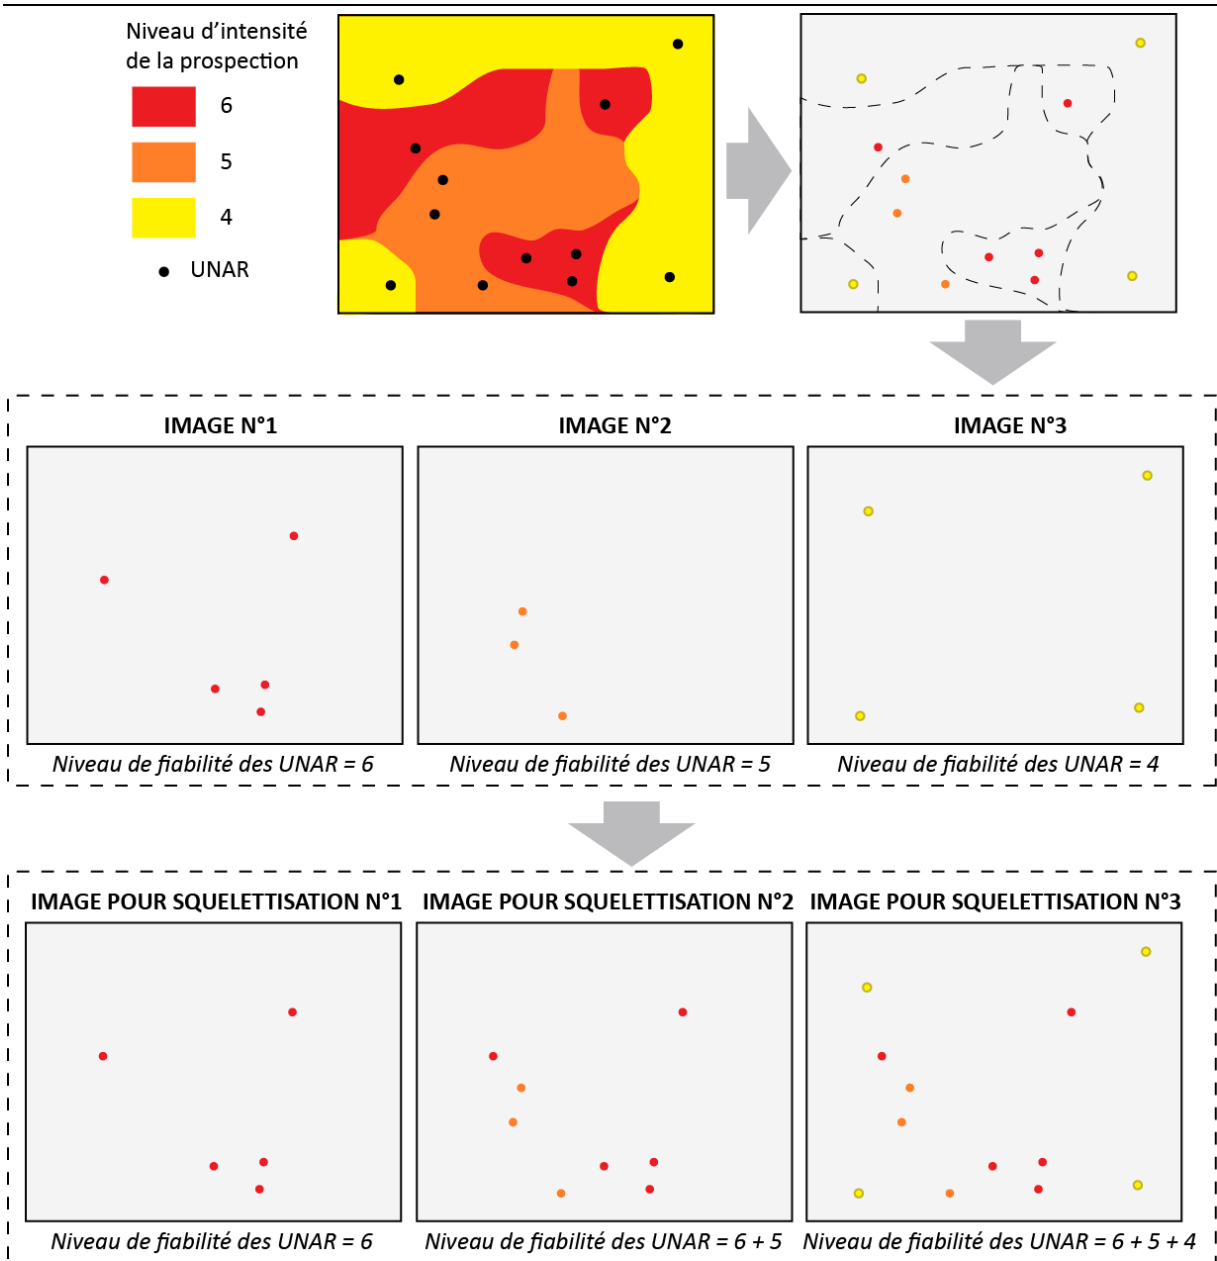 Niveau d’intensité
de la prospection
6
5
4
UNAR
IMAGE N°1
IMAGE N°2
IMAGE N°3
Niveau de fiabilité des UNAR = 6
Niveau de fiabilité des UNAR = 5
Niveau de fiabilité des UNAR = 4
IMAGE POUR SQUELETTISATION N°1
IMAGE POUR SQUELETTISATION N°2
IMAGE POUR SQUELETTISATION N°3
Niveau de fiabilité des UNAR = 6
Niveau de fiabilité des UNAR = 6 + 5
Niveau de fiabilité des UNAR = 6 + 5 + 4